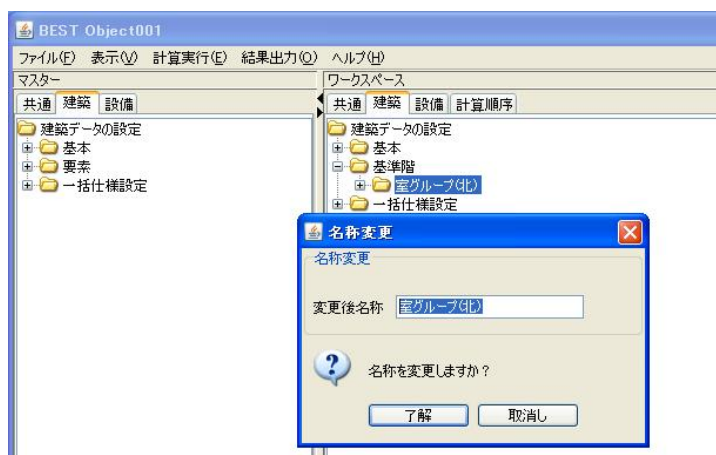 BEST Object001
ファイル(F) 表示(V) 計算実行(E) 結果出力(O) ヘルプ(H)
マスター
共通 建築 設備
建築データの設定
基本
要素
一括仕様設定
ワークスペース
共通 建築 設備 計算順序
建築データの設定
基本
基準階
室グループ(北)
一括仕様設定
名称変更
名称変更
変更後名称 室グループ(北)
名称を変更しますか？
了解 取消し